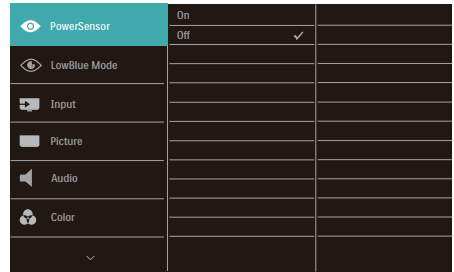 PowerSensor
On
Off
LowBlue Mode
Input
Picture
Audio
Color